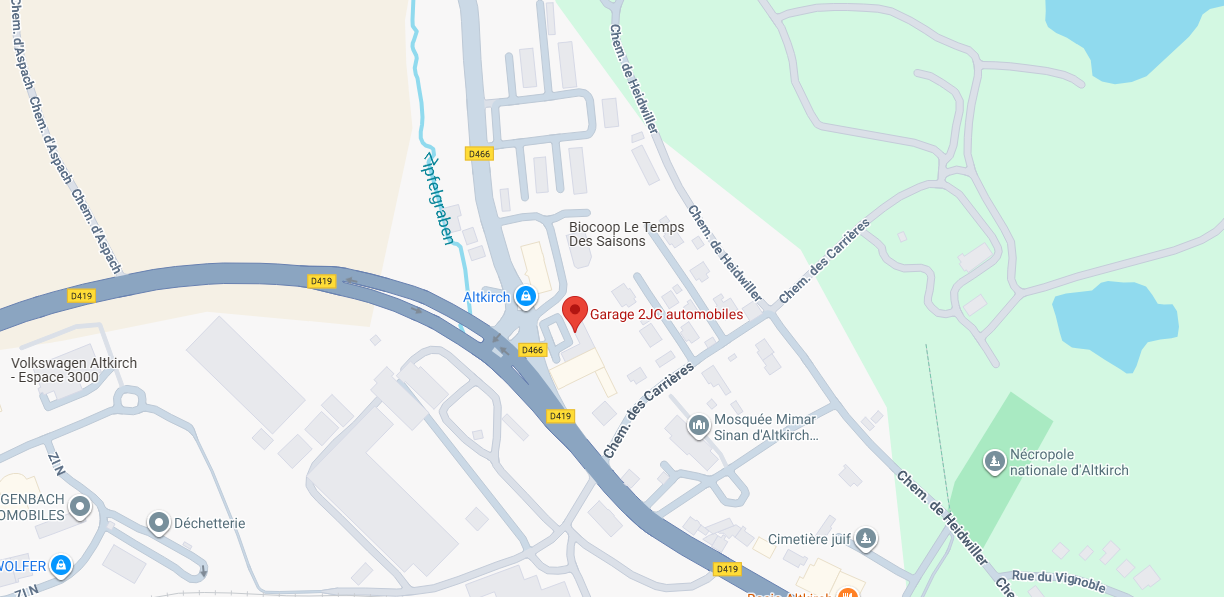 Chem. d'Aspach
Chem. d'Aspach
Chem. d'Aspach
Chem. de Heidwiller
D466
Kipfelgraben
Chem. de Heidwiller
Biocoop Le Temps
Des Saisons
Chem. des Carrières
D419
D419
Altkirch
Garage 2JC automobiles
D466
Volkswagen Altkirch
- Espace 3000
Chem. des Carrières
D419
Mosquée Mimar
Sinan d'Altkirch...
ZI N
Nécropole
nationale d'Altkirch
GENBACH
OMOBILES
Déchetterie
Chem. de Heidwiller
Cimetière juif
WOLFER
ZI N
D419
Rue du Vignoble
Che